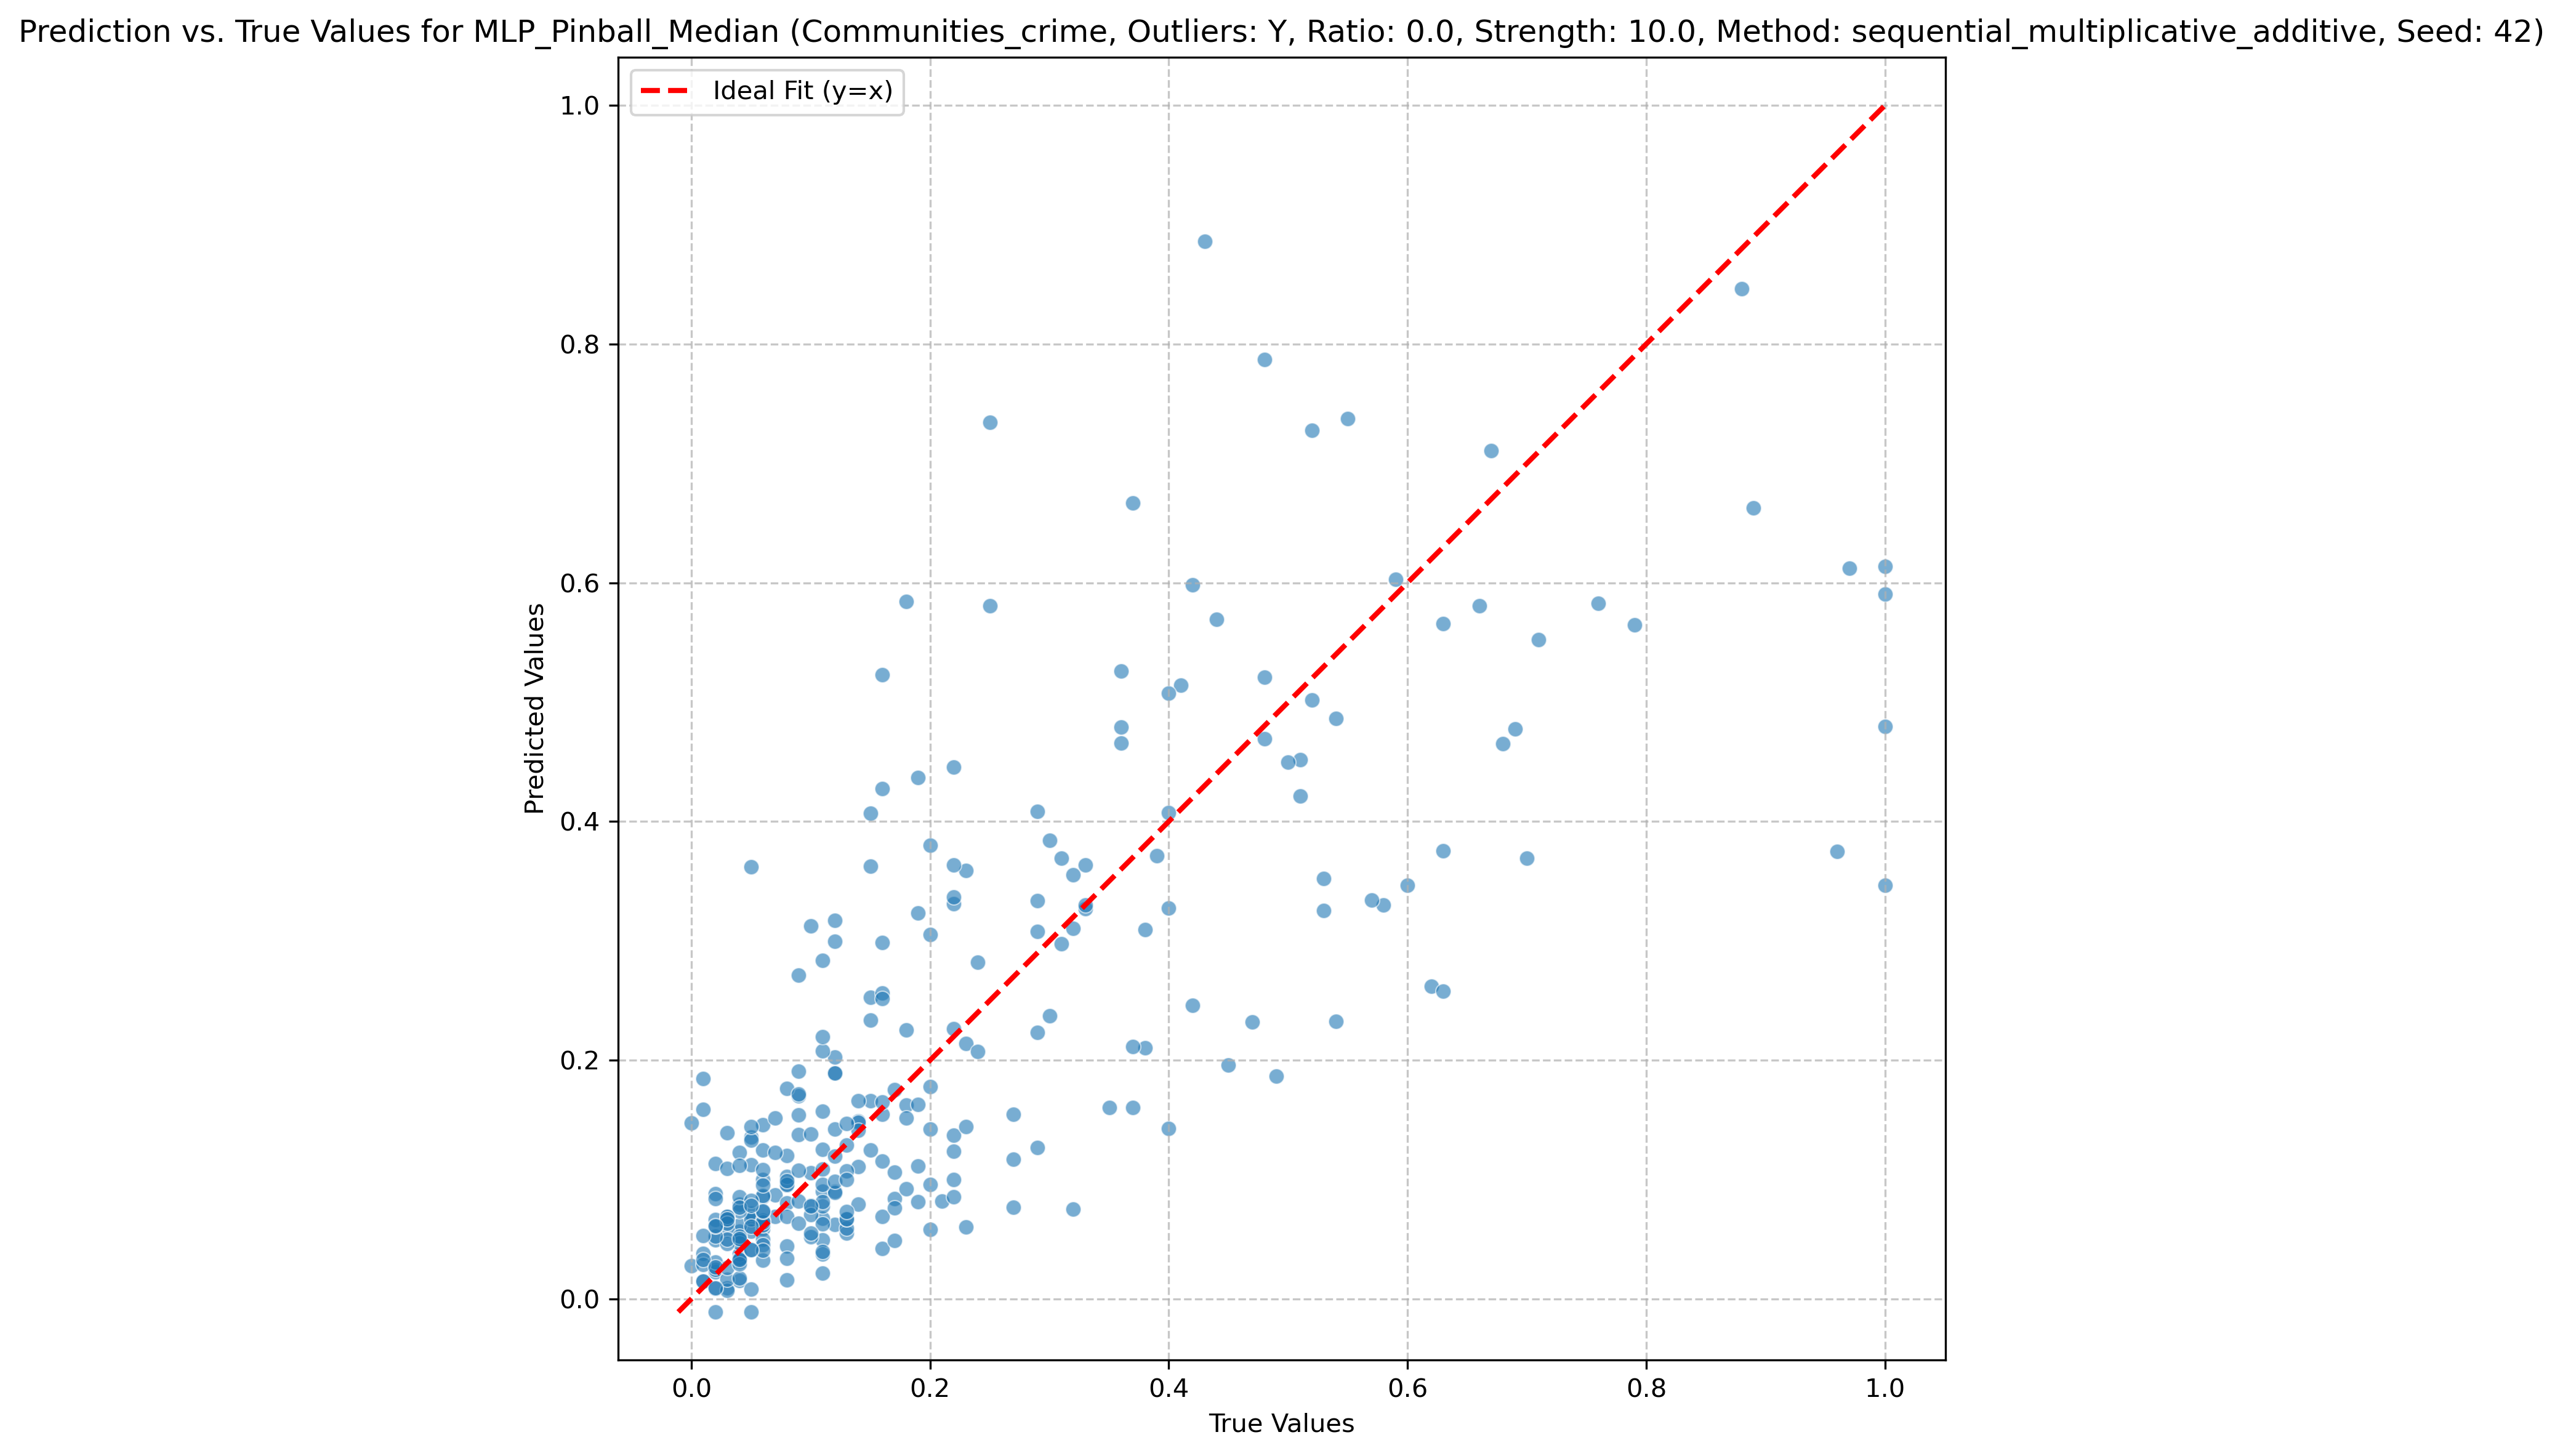 Prediction vs. True Values for MLP_Pinball_Median (Communities_crime, Outliers: Y, Ratio: 0.0, Strength: 10.0, Method: sequential_multiplicative_additive, Seed: 42)
Ideal Fit (y=x)
1.0
0.8
0.6
0.4
0.2
0.0
Predicted Values
0.0 0.2 0.4 0.6 0.8 1.0
True Values